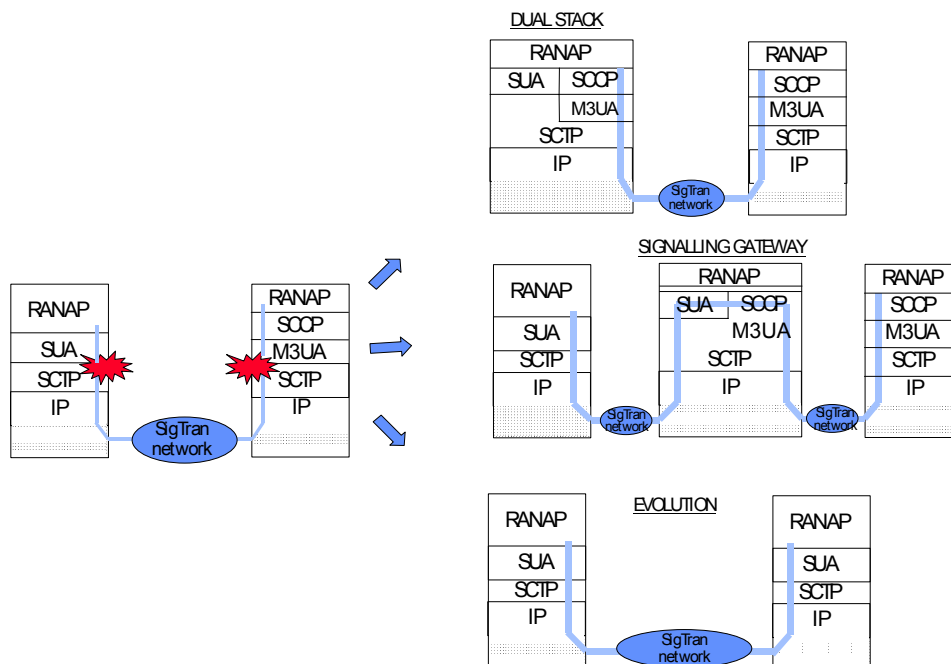 RANAP
SUA
SCTP
IP
SigTran
network
RANAP
SCCP
M3UA
SCTP
IP
DUAL STACK
RANAP
SUA
SCCP
M3UA
SCTP
IP
SigTran
network
RANAP
SCCP
M3UA
SCTP
IP
SIGNALLING GATEWAY
RANAP
SUA
SCTP
IP
SigTran
network
RANAP
SUA
SCCP
M3UA
SCTP
IP
SigTran
network
RANAP
SCCP
M3UA
SCTP
IP
EVOLUTION
RANAP
SUA
SCTP
IP
SigTran
network
RANAP
SUA
SCTP
IP